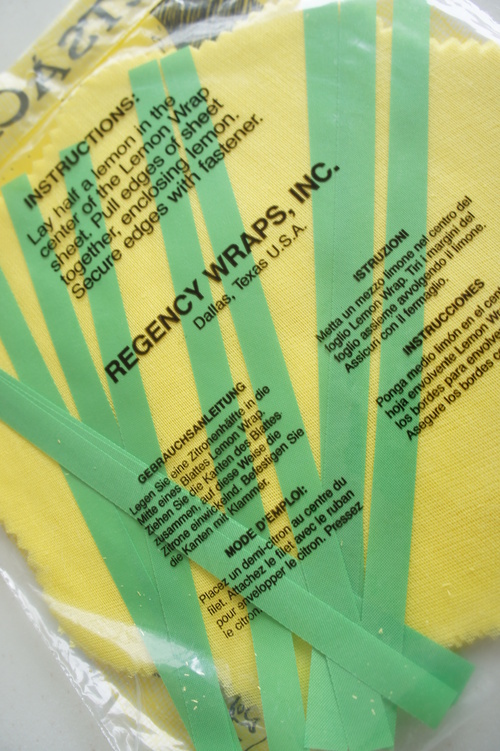 INSTRUCTIONS:
Lay half a lemon in the
center of the Lemon Wrap
sheet. Pull edges of sheet
together, enclosing lemon.
Secure edges with fastener.
REGENCY WRAPS, INC.
Dallas, Texas U.S.A.
ISTRUZIONI
Metta un mezzo limone nel centro del
foglio Lemon Wrap. Tiri i margini del
foglio assieme avvolgendo il limone.
Assicuri con il fermaglio.
INSTRUCCIONES
Ponga medio limón en el
hoja envolvente Lemon
los bordes para
Asegure los bordes
GEBRAUCHSANLEITUNG
Legen Sie eine Zitronenhälfte in die
Mitte eines Blattes Lemon Wrap.
Ziehen Sie die Kanten des Blattes
zusammen, auf diese Weise die
Zitrone einwickelnd. Befestigen Sie
die Kanten mit Klammer.
MODE D'EMPLOI:
Placez un demi-citron au centre du
filet. Attachez le filet avec le ruban
pour envelopper le citron. Pressez
le citron.